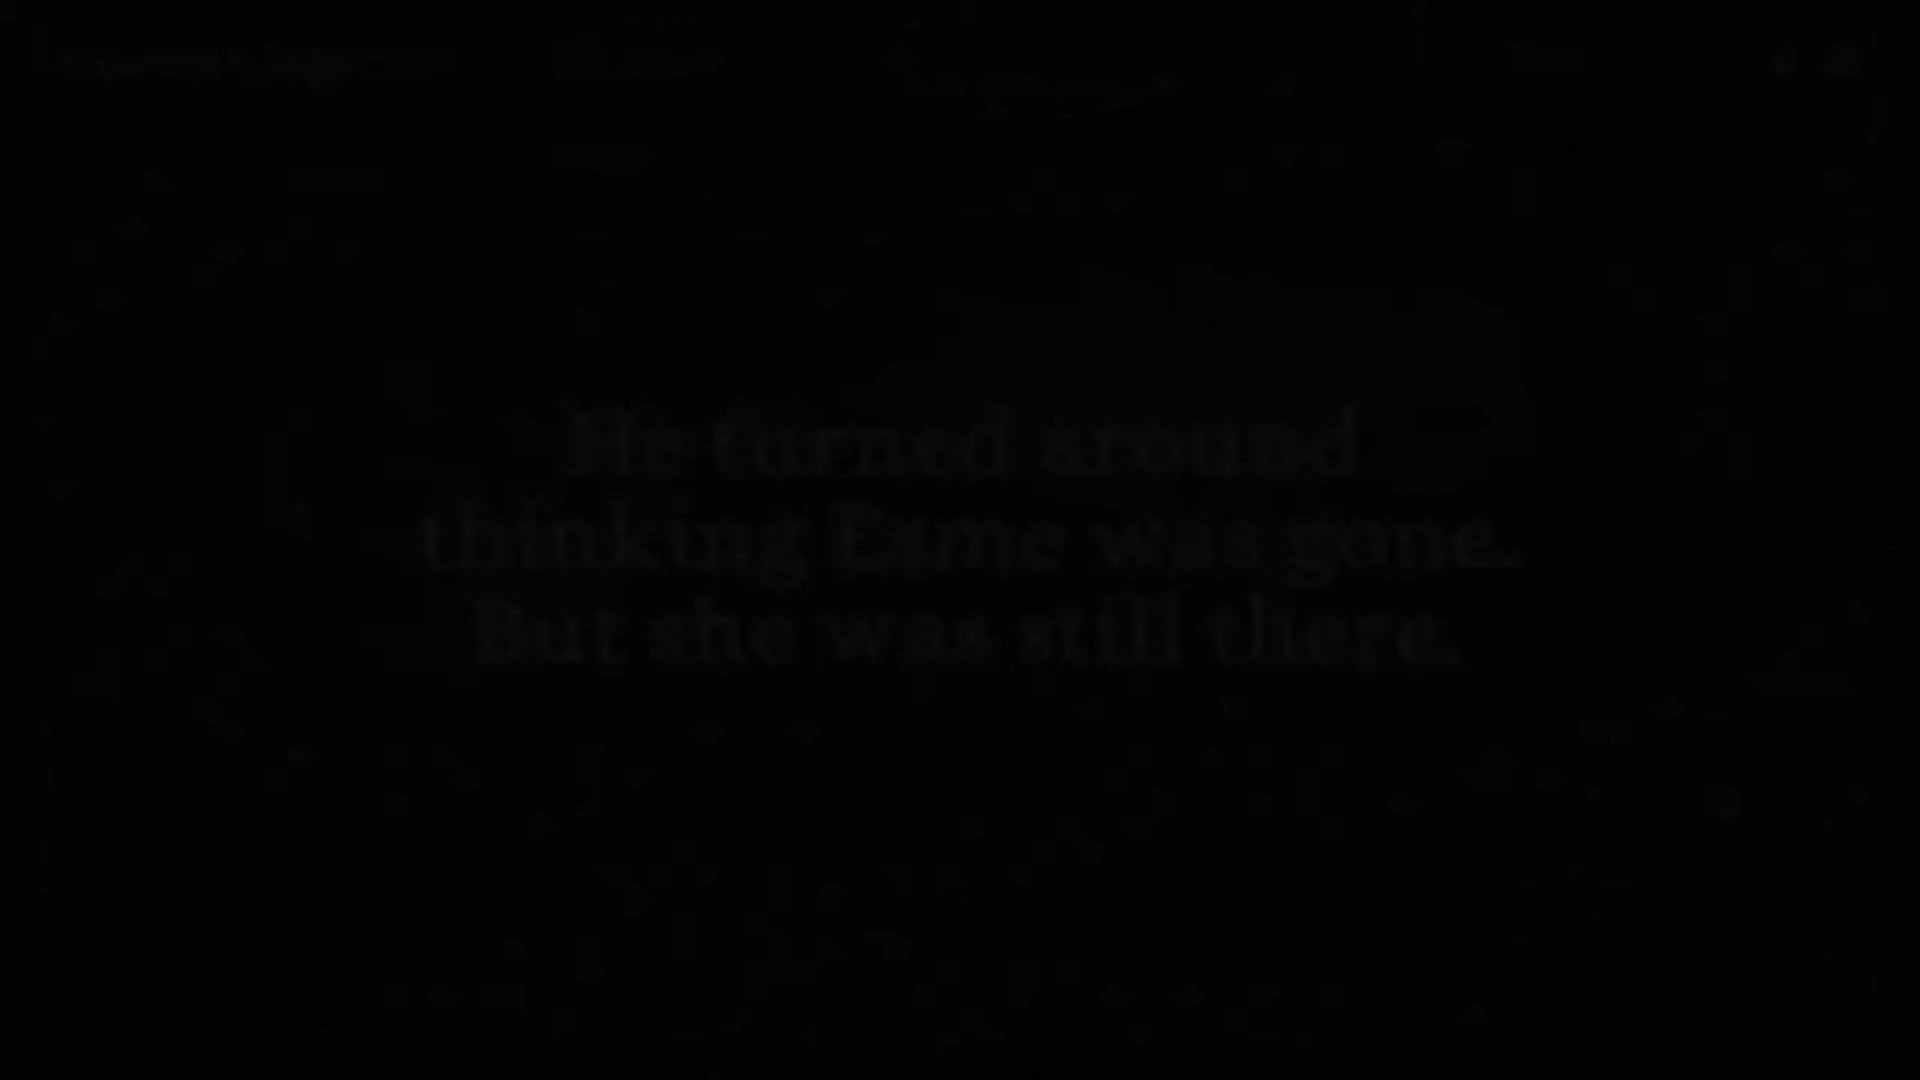 He turned around
thinking Esme was gone.
But she was still there.